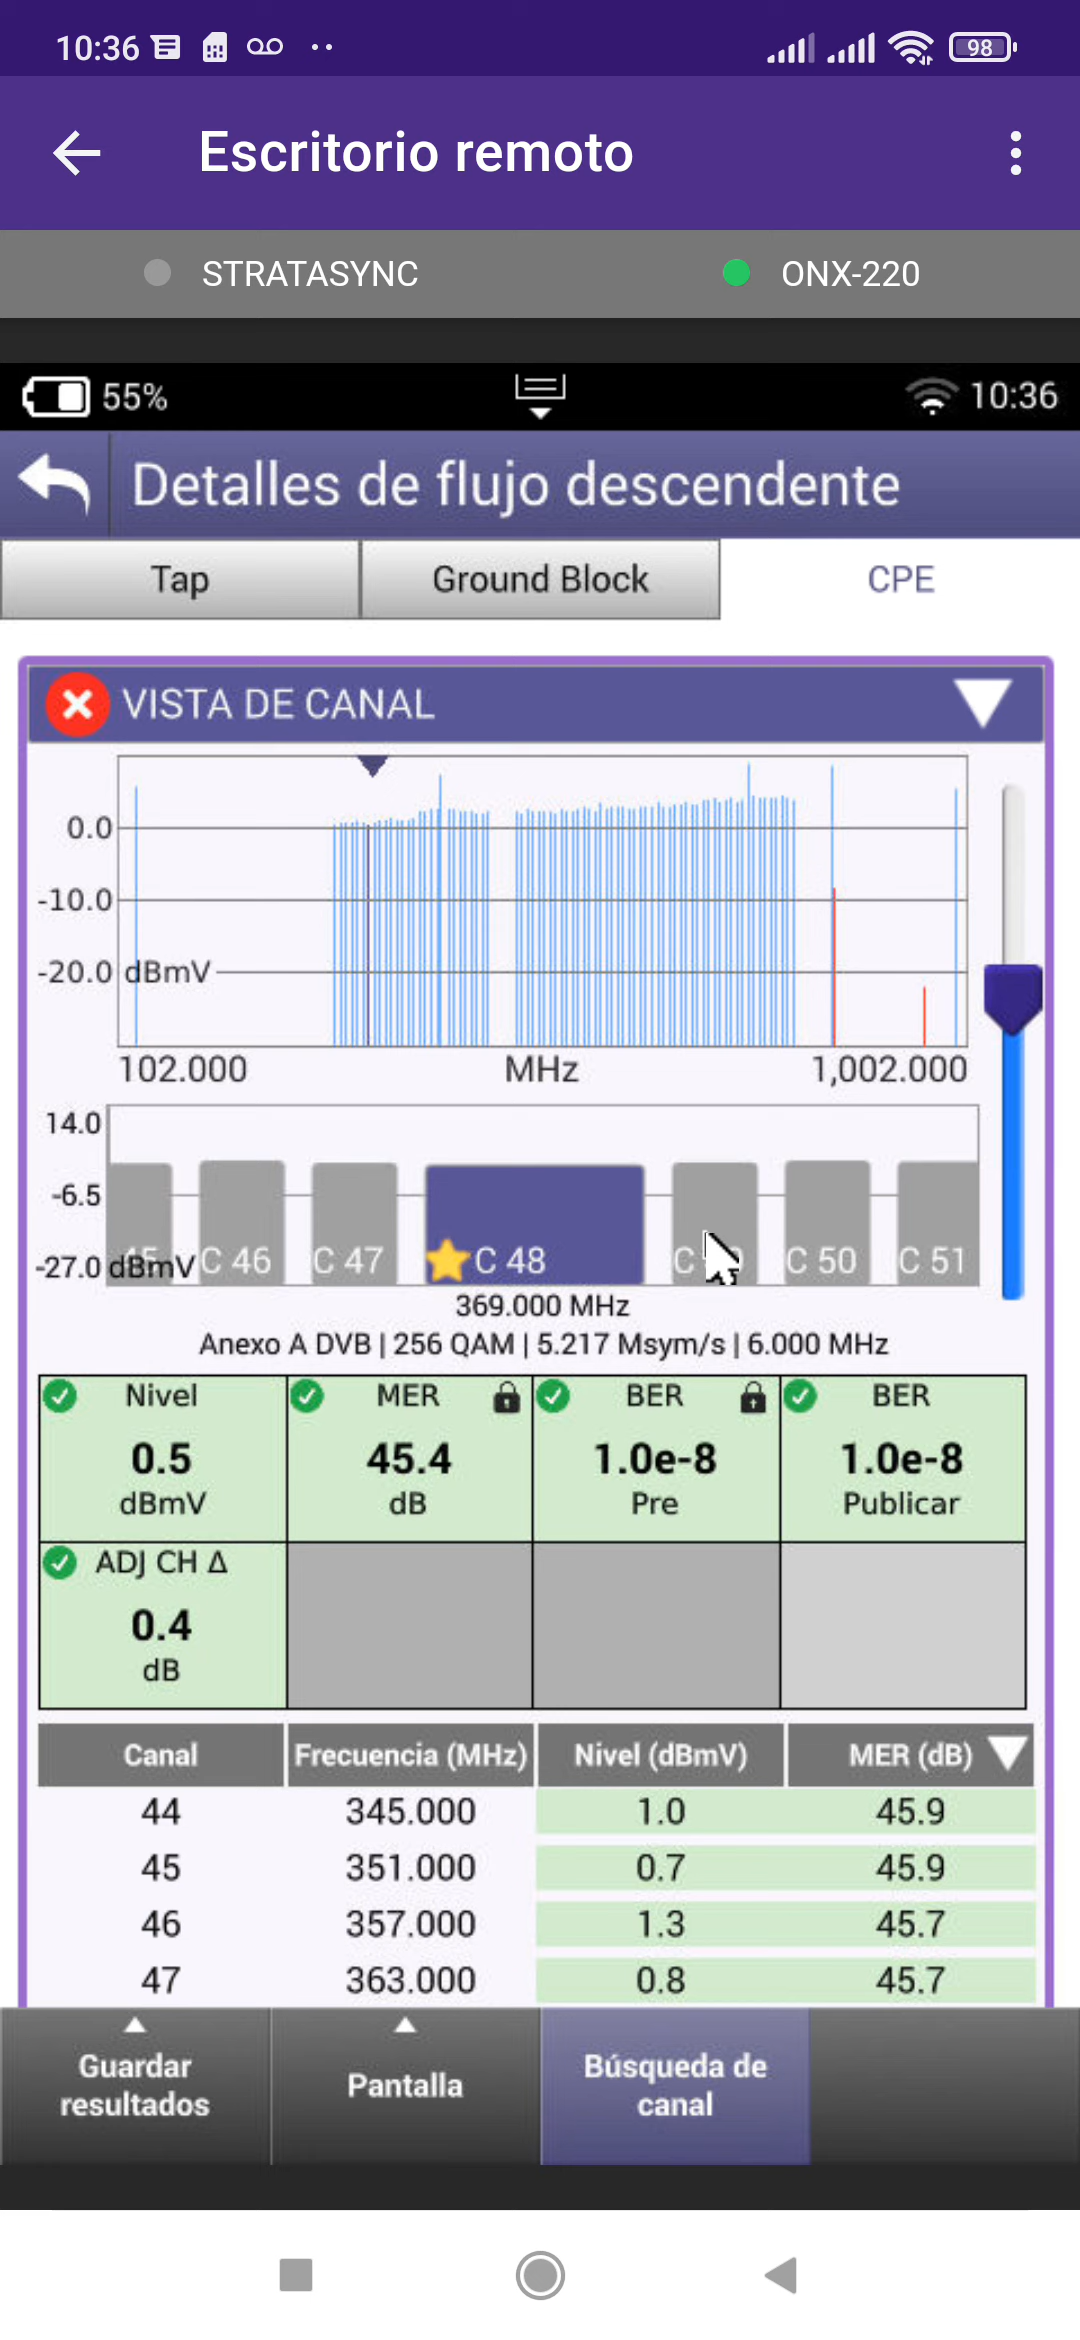 10:36
98
Escritorio remoto
STRATASYNC
ONX-220
55%
10:36
Detalles de flujo descendente
Tap
Ground Block
CPE
VISTA DE CANAL
0.0
-10.0
-20.0 dBmV
102.000
MHz
1,002.000
14.0
-6.5
-27.0 dBmV
45
C 46
C 47
C 48
C 50
C 51
369.000 MHz
Anexo A DVB | 256 QAM | 5.217 Msym/s | 6.000 MHz
Nivel
MER
BER
BER
0.5
45.4
1.0e-8
1.0e-8
dBmV
dB
Pre
Publicar
ADJ CH Δ
0.4
dB
Canal
Frecuencia (MHz)
Nivel (dBmV)
MER (dB)
44 345.000 1.0 45.9
45 351.000 0.7 45.9
46 357.000 1.3 45.7
47 363.000 0.8 45.7
Guardar
resultados
Pantalla
Búsqueda de
canal